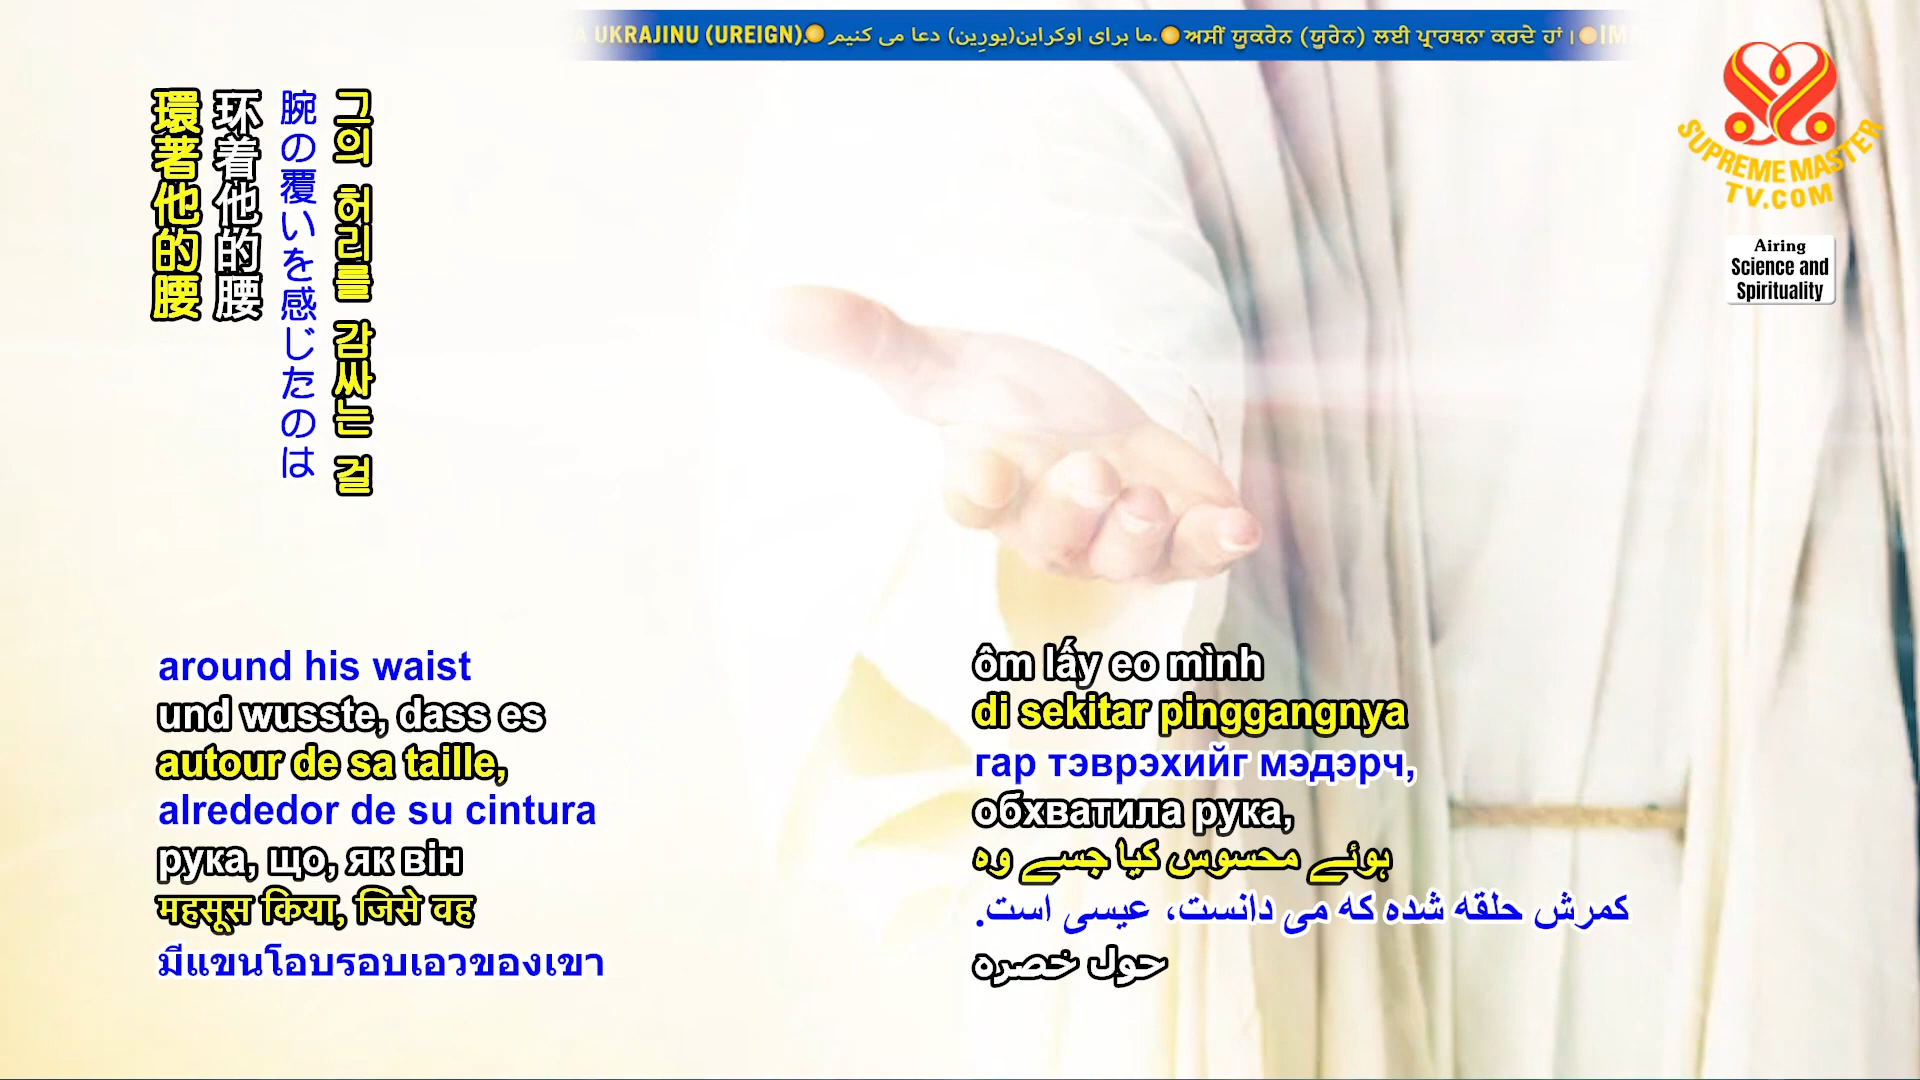 UKRAJINU (UREIGN).
ما برای اوکراین(یورِین) دعا می کنیم.
ਅਸੀਂ ਯੂਕਰੇਨ (ਯੂਰੇਨ) ਲਈ ਪ੍ਰਾਰਥਨਾ ਕਰਦੇ ਹਾਂ।
SUPREME MASTER
TV.COM
Airing
Science and
Spirituality
그의 허리를 감싸는 걸
腕の覆いを感じたのは
环着他的腰
環著他的腰
around his waist
und wusste, dass es
autour de sa taille,
alrededor de su cintura
рука, що, як він
महसूस किया, जिसे वह
มีแขนโอบรอบเอวของเขา
ôm lấy eo mình
di sekitar pinggangnya
гар тэврэхийг мэдэрч,
обхватила рука,
ہوئے محسوس کیا جسے وہ
کمرش حلقه شده که می دانست، عیسی است.
حول خصره